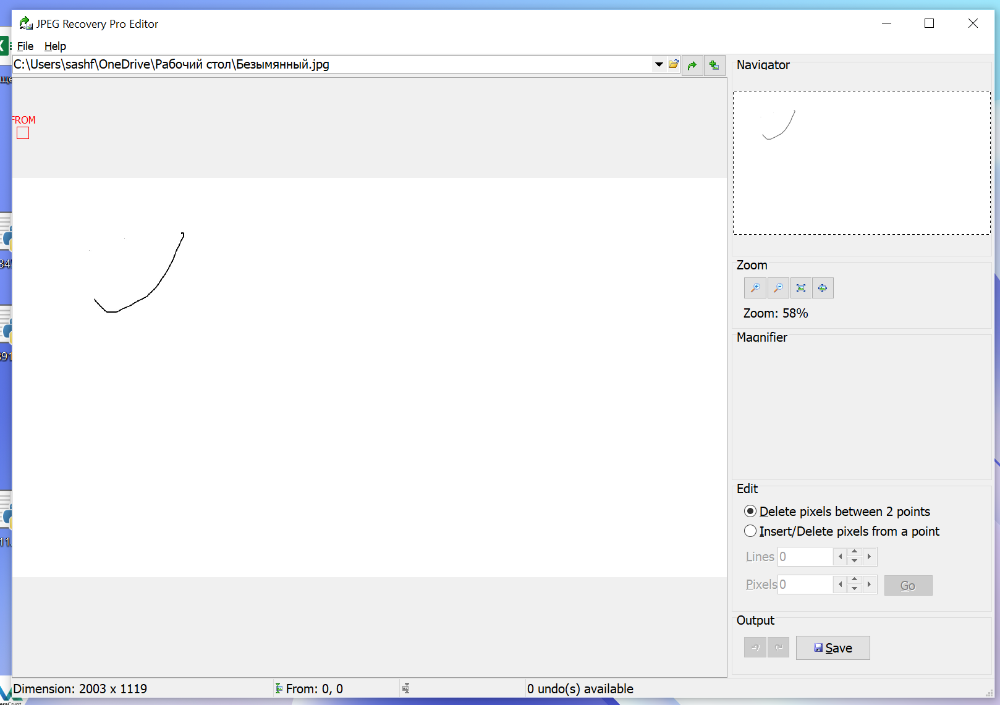 JPEG Recovery Pro Editor
File Help
C:\Users\sashf\OneDrive\Рабочий стол\Безымянный.jpg
FROM
Navigator
Zoom
Zoom: 58%
Magnifier
Edit
Delete pixels between 2 points
Insert/Delete pixels from a point
Lines 0
Pixels 0 Go
Output
Save
Dimension: 2003 x 1119 From: 0, 0 0 undo(s) available